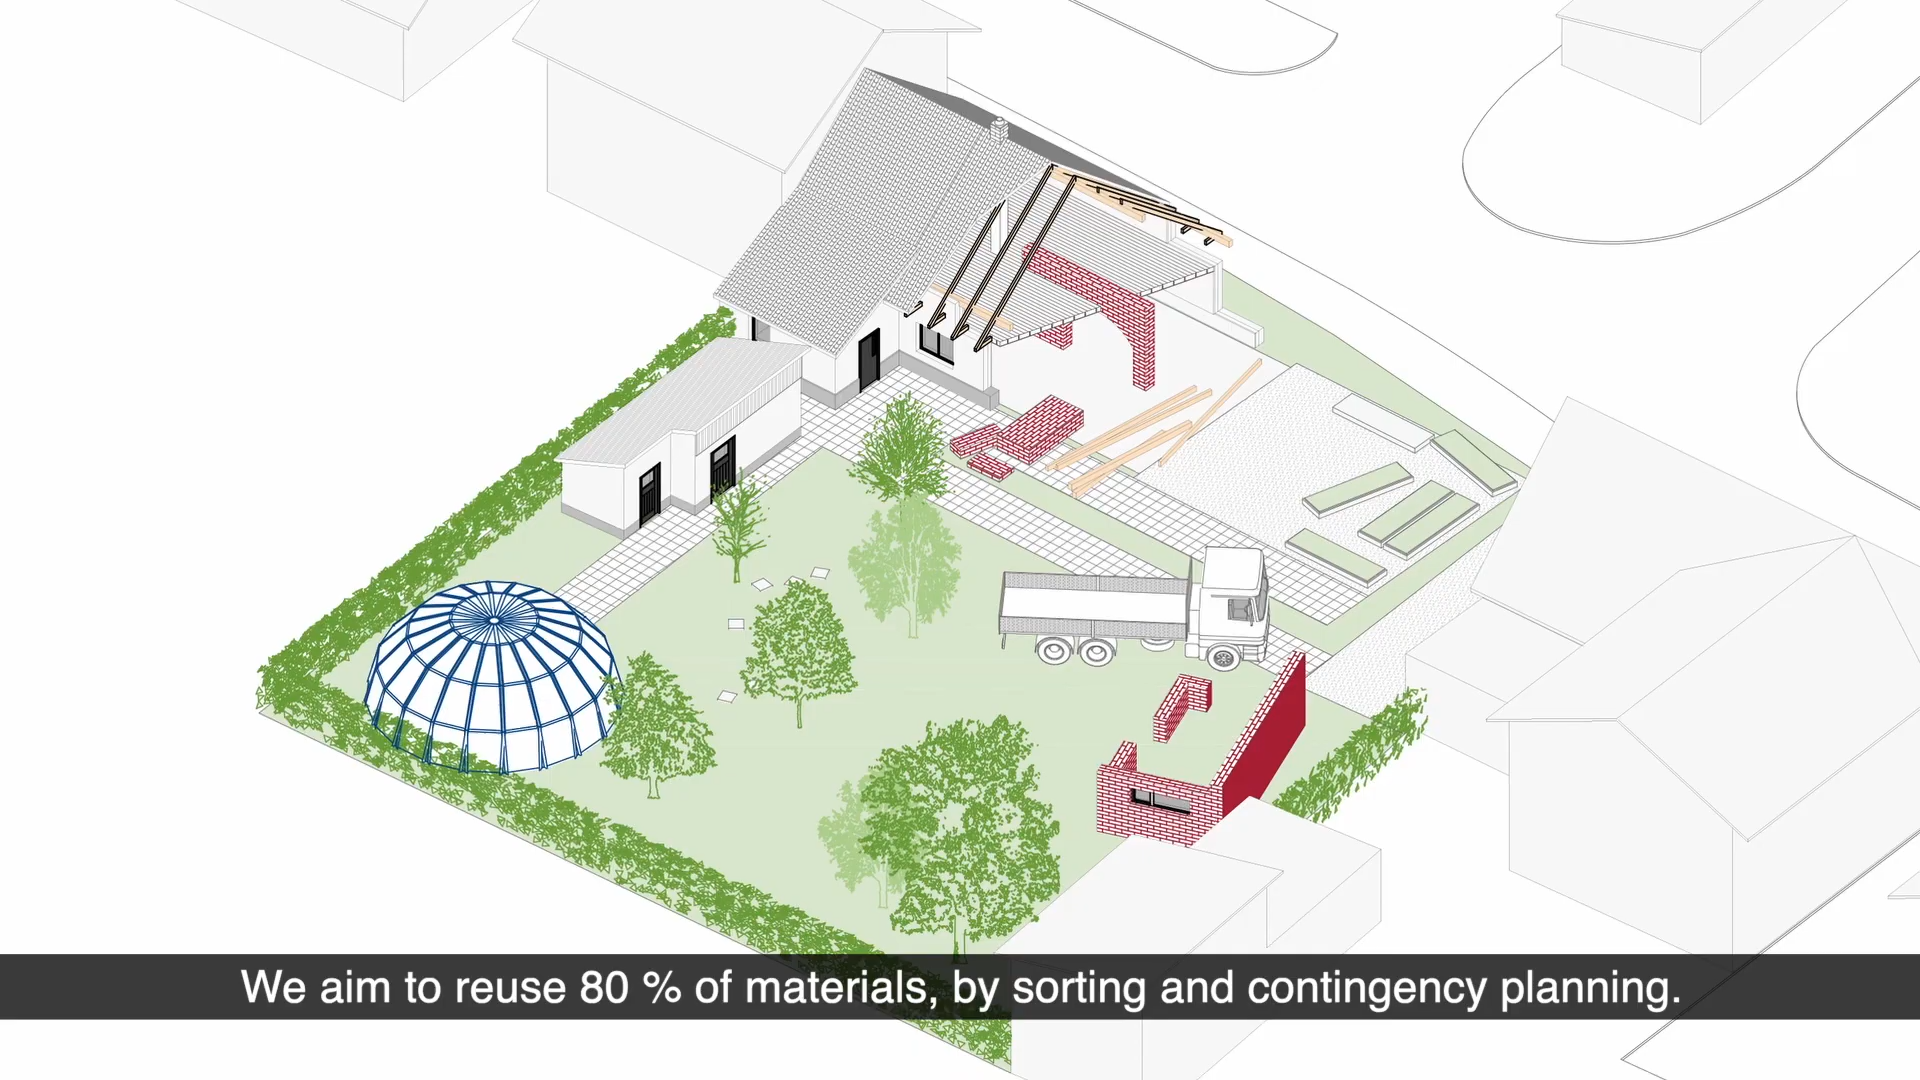 We aim to reuse 80 % of materials, by sorting and contingency planning.